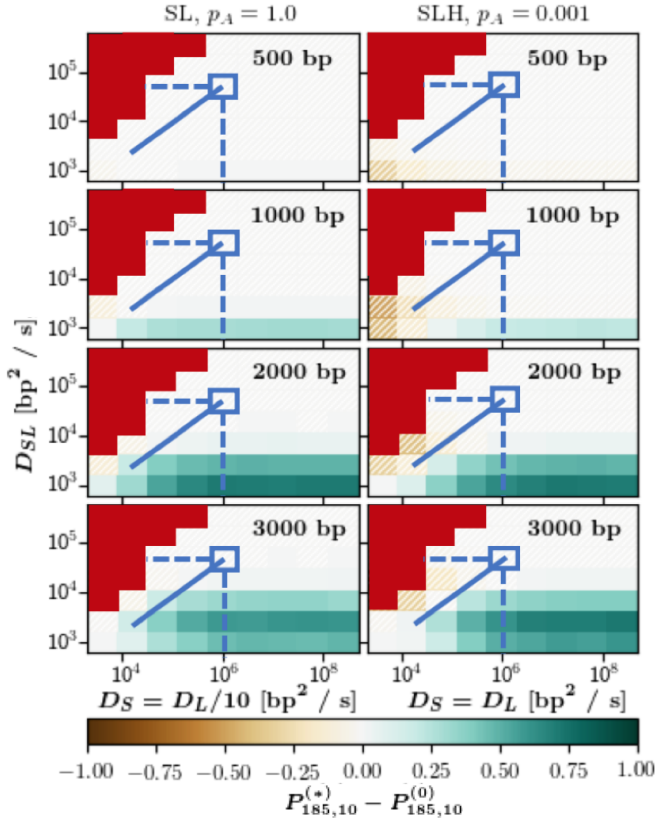 SL, p_A = 1.0 SLH, p_A = 0.001
500 bp 500 bp
10^5
10^4
10^3
1000 bp 1000 bp
10^5
10^4
10^3
2000 bp 2000 bp
10^5
10^4
10^3
3000 bp 3000 bp
10^5
10^4
10^3
D_SL [bp^2 / s]
10^4 10^6 10^8 10^4 10^6 10^8
D_S = D_L/10 [bp^2 / s] D_S = D_L [bp^2 / s]
−1.00 −0.75 −0.50 −0.25 0.00 0.25 0.50 0.75 1.00
P^(*)_185,10 − P^(0)_185,10